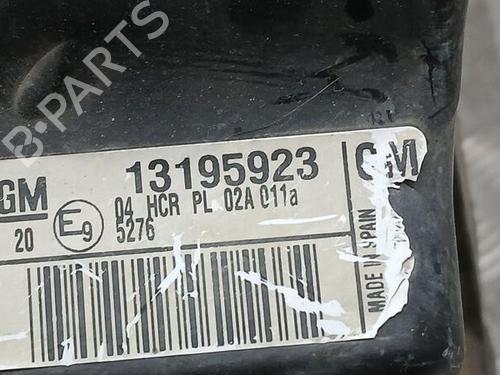 B-PARTS
GM 13195923 GM
20 E9 04 HCR PL 02A 011a
5276
MADE IN SPAIN